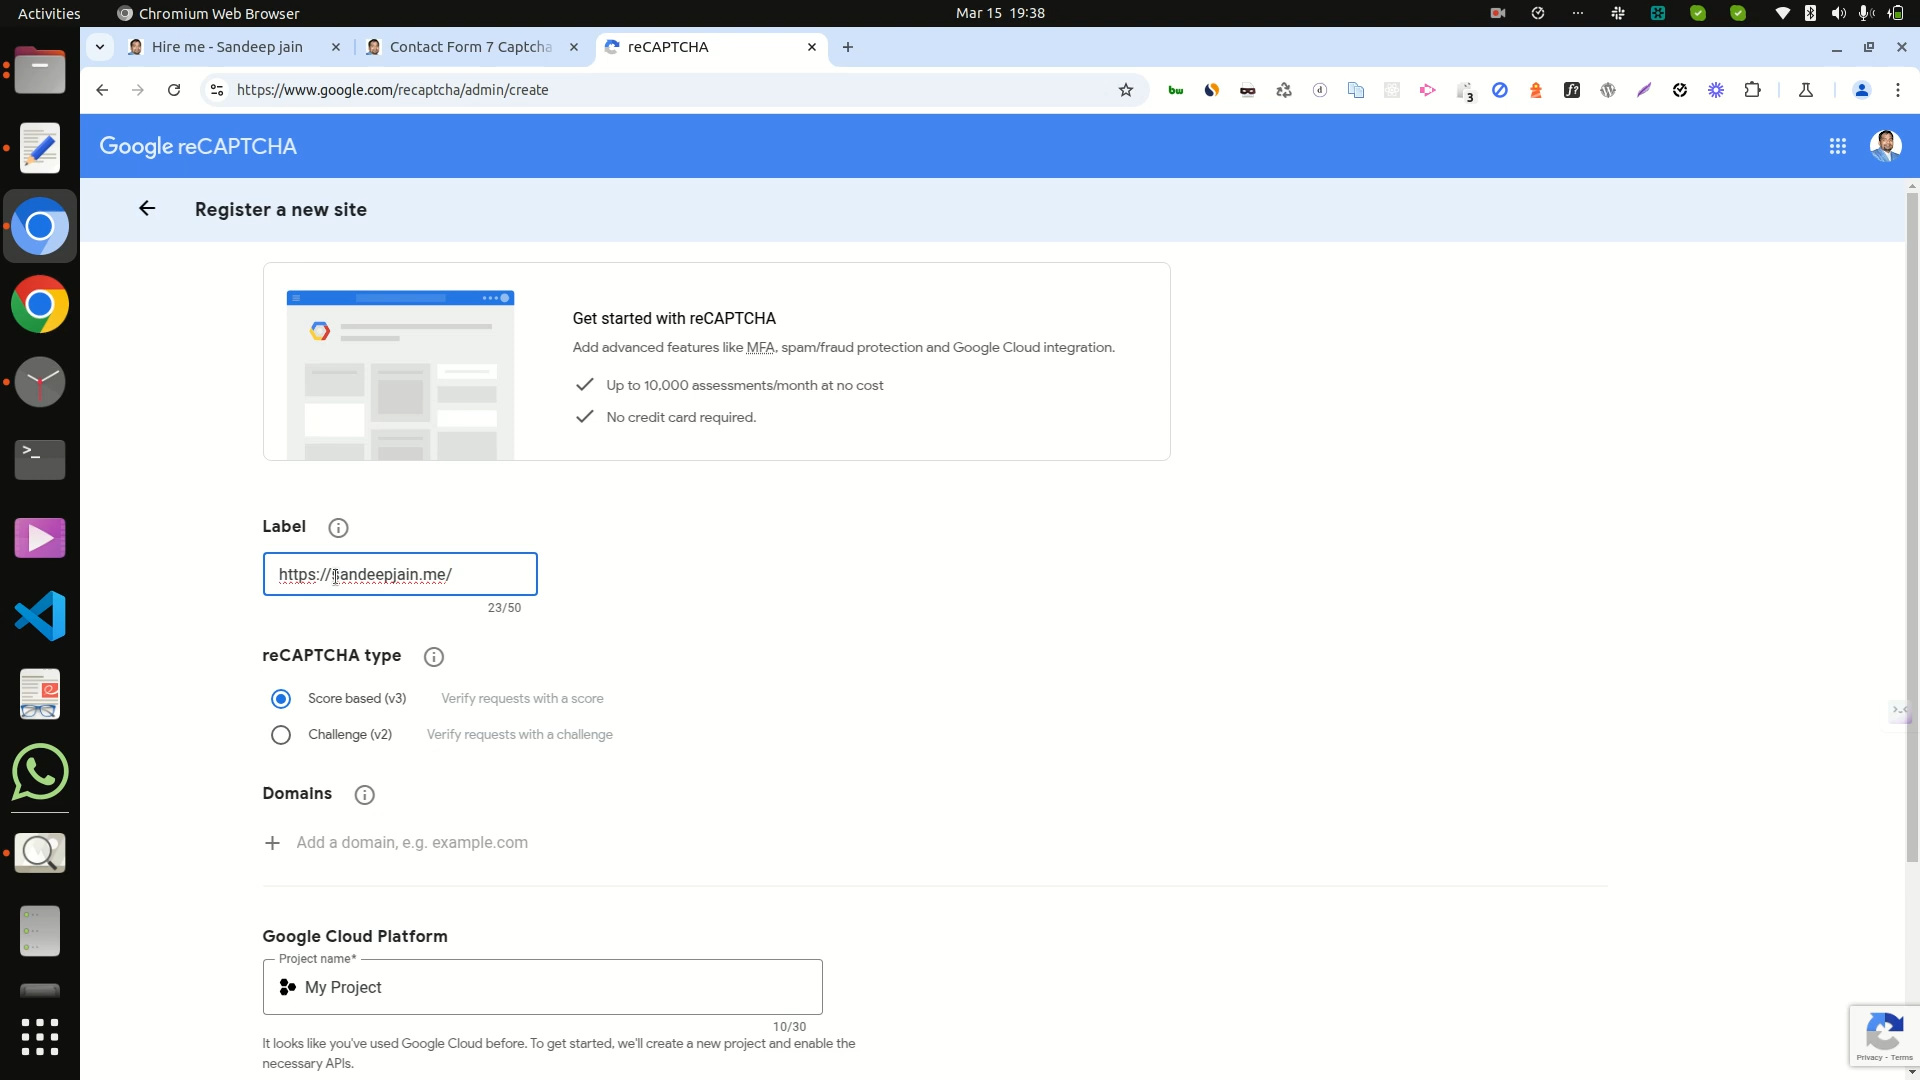 Activities
Chromium Web Browser
Mar 15 19:38
Hire me - Sandeep jain
Contact Form 7 Captcha
reCAPTCHA
https://www.google.com/recaptcha/admin/create
bw
3
f?
Google reCAPTCHA
Register a new site
Get started with reCAPTCHA
Add advanced features like MFA, spam/fraud protection and Google Cloud integration.
Up to 10,000 assessments/month at no cost
No credit card required.
Label
https://sandeepjain.me/
23/50
reCAPTCHA type
Score based (v3) Verify requests with a score
Challenge (v2) Verify requests with a challenge
Domains
Add a domain, e.g. example.com
Google Cloud Platform
Project name*
My Project
10/30
It looks like you've used Google Cloud before. To get started, we'll create a new project and enable the
necessary APIs.
Privacy - Terms